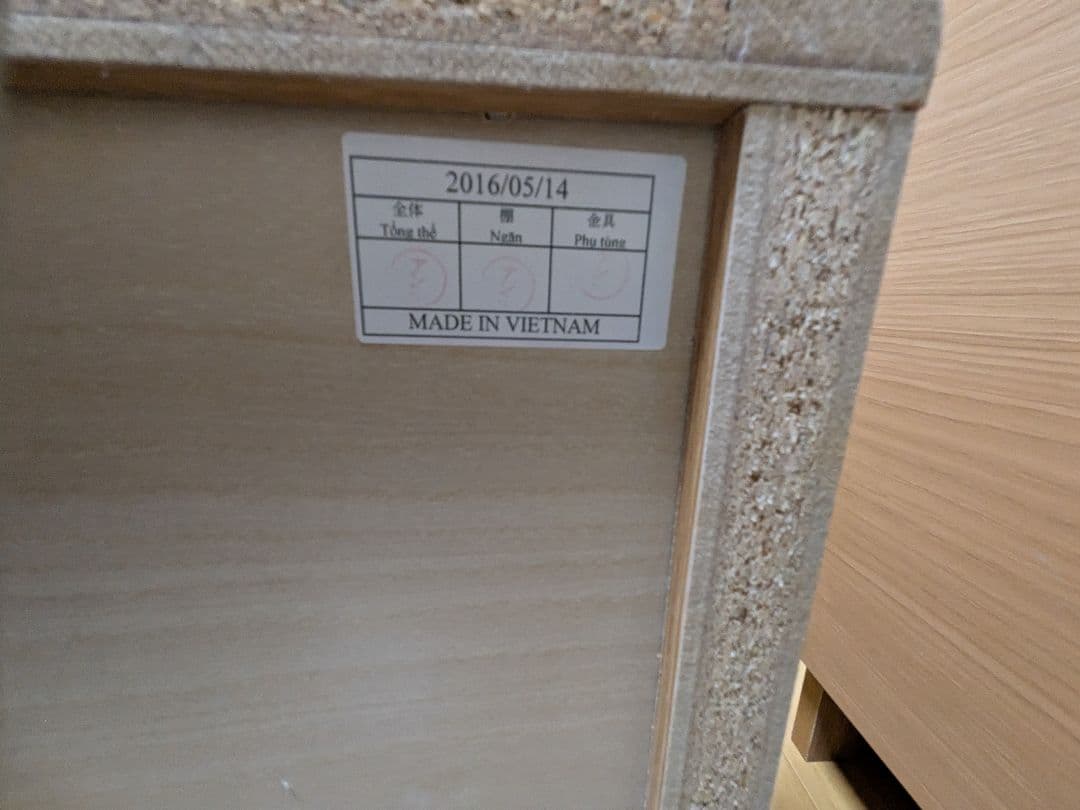 2016/05/14
全体 棚 金具
Tổng thể Ngăn Phụ tùng
MADE IN VIETNAM